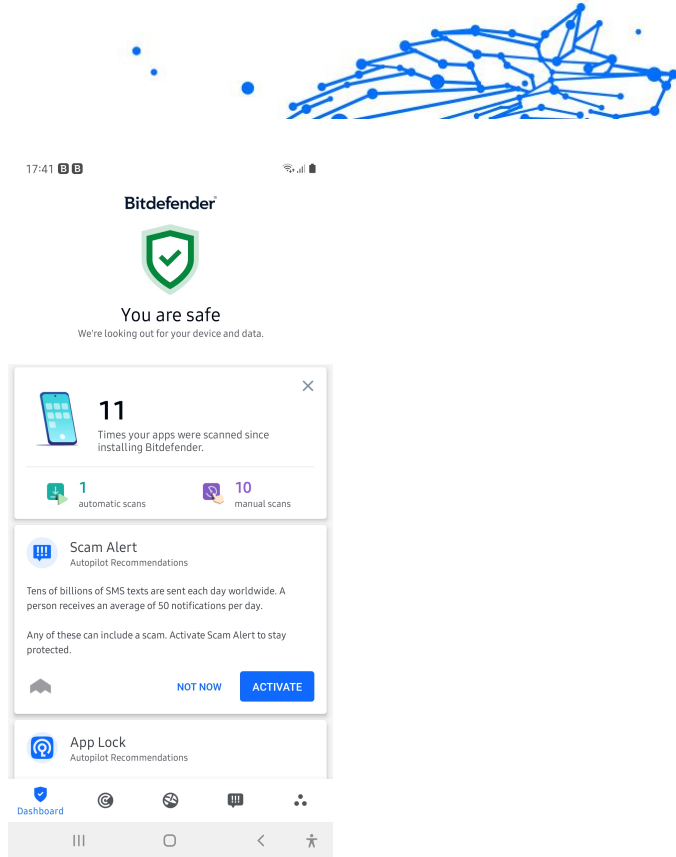 17:41 B B
Bitdefender
You are safe
We're looking out for your device and data.
11
Times your apps were scanned since
installing Bitdefender.
1
automatic scans
10
manual scans
Scam Alert
Autopilot Recommendations
Tens of billions of SMS texts are sent each day worldwide. A
person receives an average of 50 notifications per day.
Any of these can include a scam. Activate Scam Alert to stay
protected.
NOT NOW
ACTIVATE
App Lock
Autopilot Recommendations
Dashboard